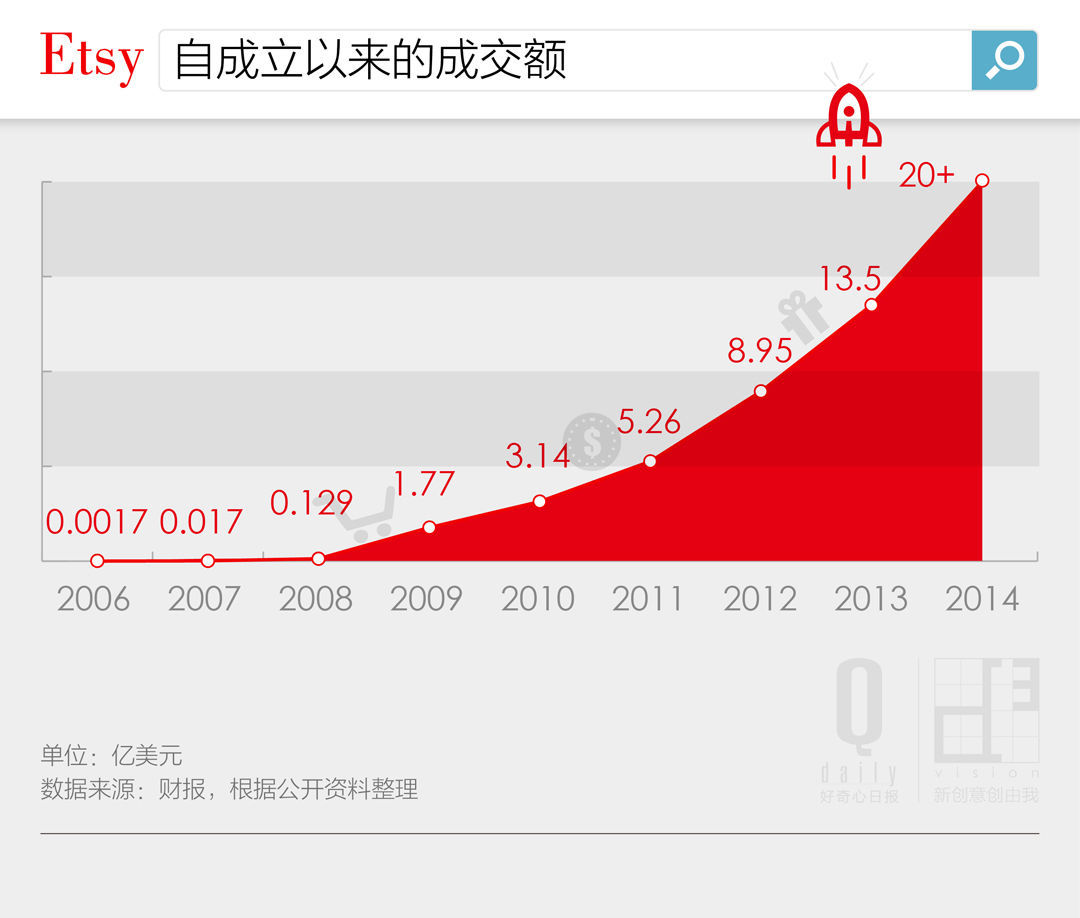 Etsy 自成立以来的成交额
20+
13.5
8.95
5.26
3.14
1.77
0.129
0.0017 0.017
$
2006 2007 2008 2009 2010 2011 2012 2013 2014
单位：亿美元
数据来源：财报，根据公开资料整理
Q
daily
好奇心日报
vision
新创意创由我